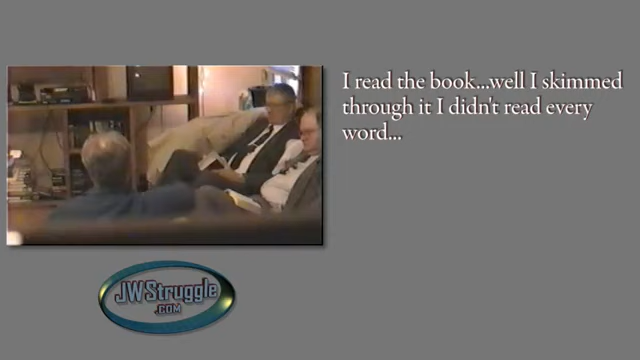 I read the book...well I skimmed
through it I didn't read every
word...
JWStruggle
.COM